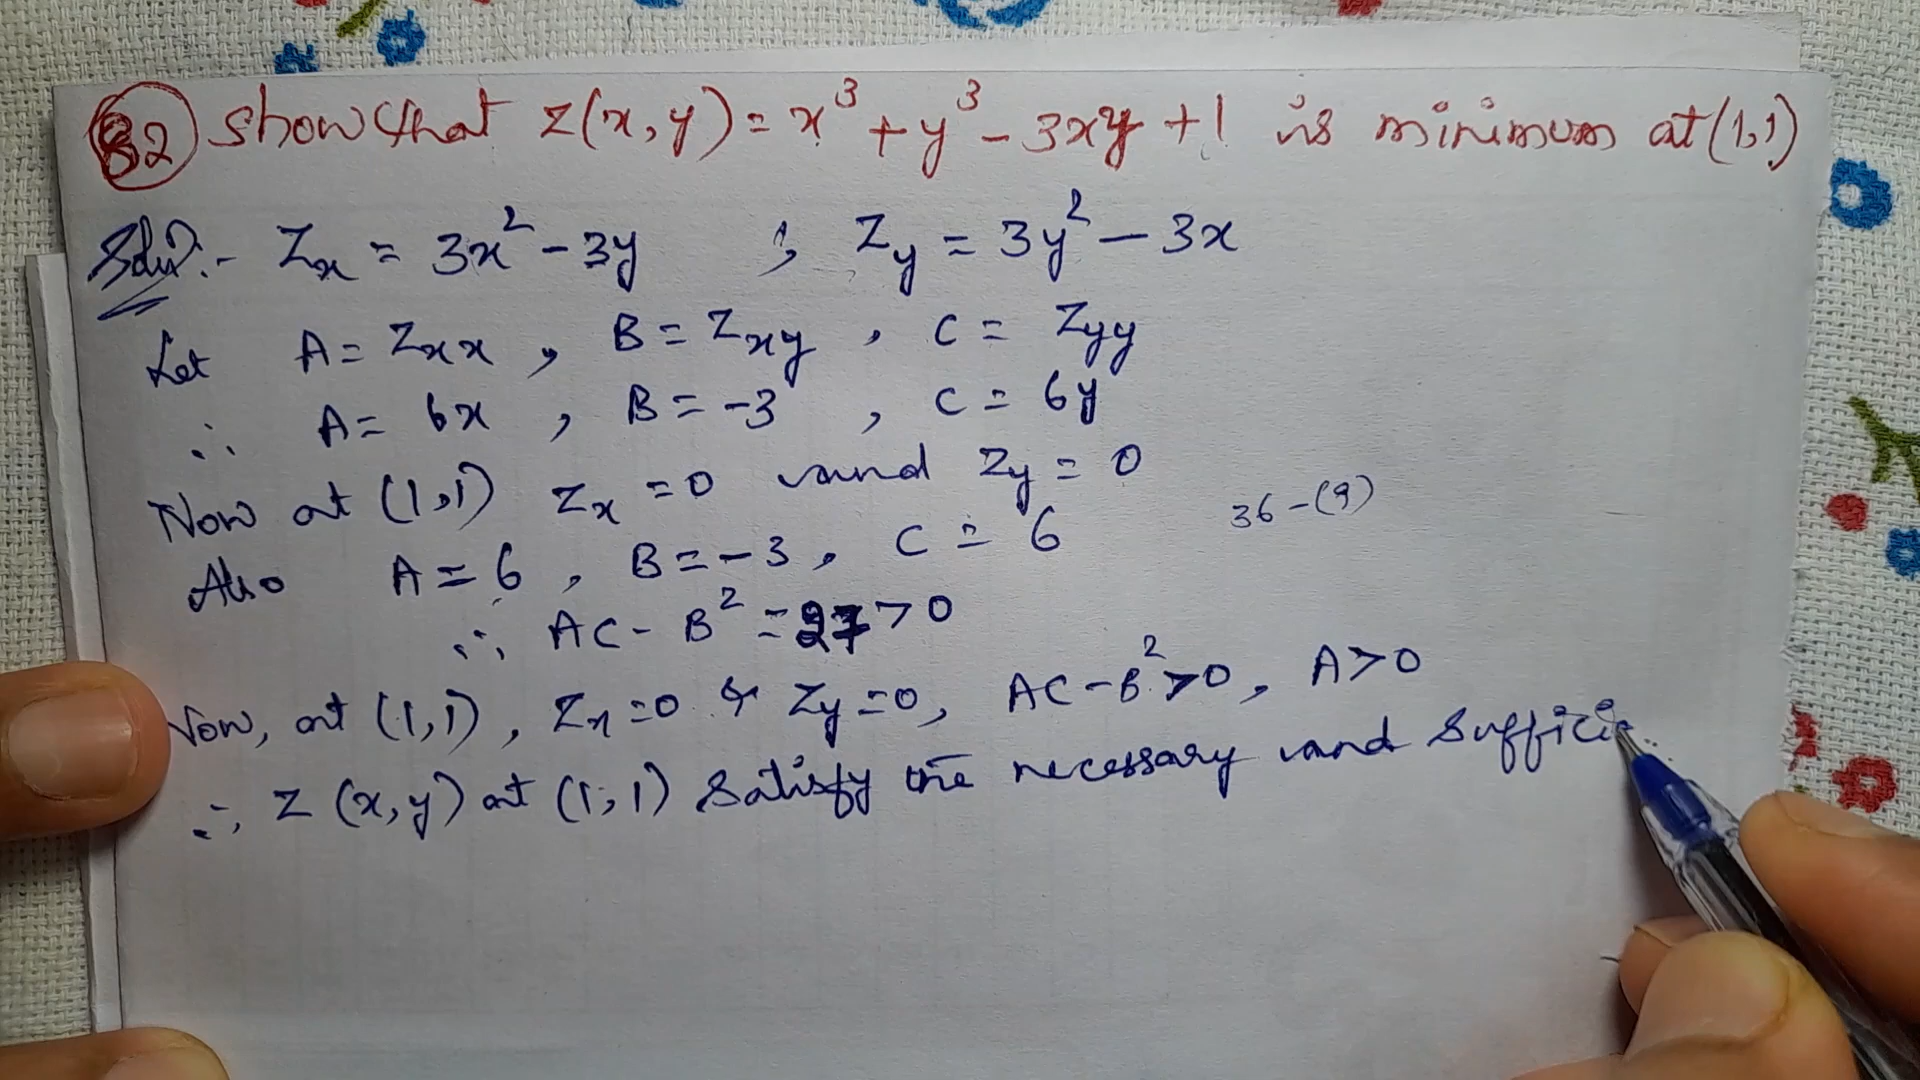 82 Show that z(x,y) = x³ + y³ - 3xy + 1 is minimum at (1,1)
Soln:- Zx = 3x² - 3y ; Zy = 3y² - 3x
Let A = Zxx , B = Zxy , C = Zyy
∴ A = 6x , B = -3 , C = 6y
Now at (1,1) Zx = 0 and Zy = 0
36-(9)
Also A = 6 , B = -3 , C = 6
∴ AC - B² = 27 > 0
Now, at (1,1) , Zx = 0 & Zy = 0, AC - B² > 0, A > 0
∴ Z (x,y) at (1,1) satisfy the necessary and suffici